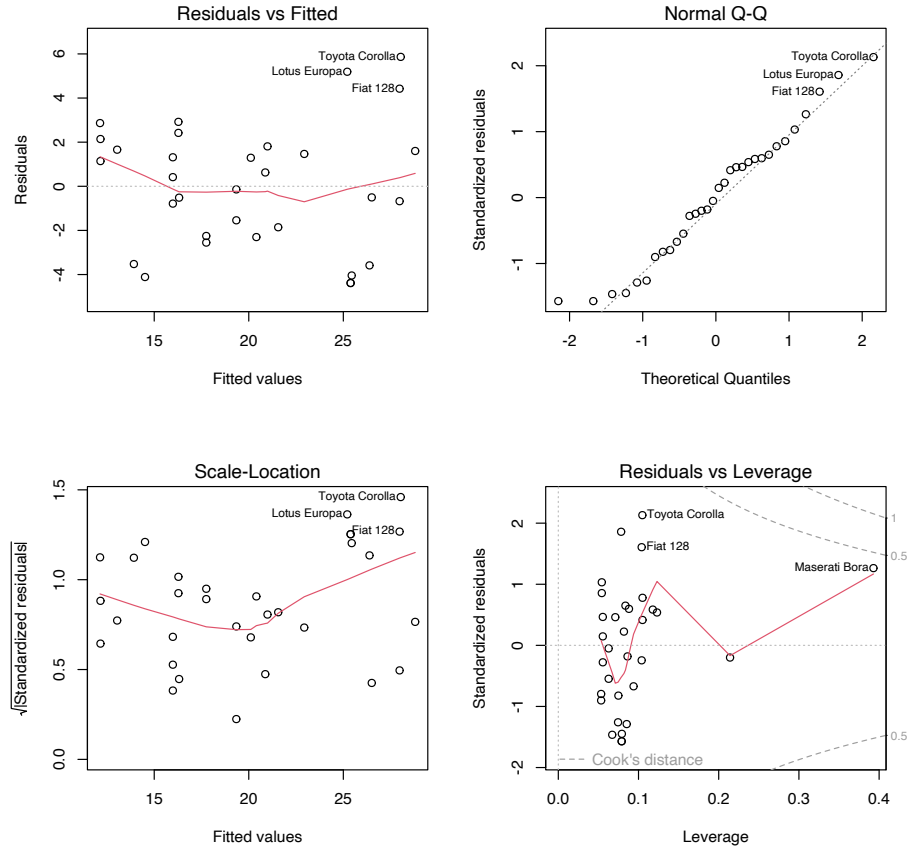 Residuals vs Fitted
Residuals
6
4
2
0
-2
-4
Toyota Corolla
Lotus Europa
Fiat 128
15 20 25
Fitted values
Normal Q-Q
Standardized residuals
2
1
0
-1
Toyota Corolla
Lotus Europa
Fiat 128
-2 -1 0 1 2
Theoretical Quantiles
Scale-Location
√|Standardized residuals|
1.5
1.0
0.5
0.0
Toyota Corolla
Lotus Europa
Fiat 128
15 20 25
Fitted values
Residuals vs Leverage
Standardized residuals
2
1
0
-1
-2
Toyota Corolla
Fiat 128
Maserati Bora
1
0.5
0.5
Cook's distance
0.0 0.1 0.2 0.3 0.4
Leverage